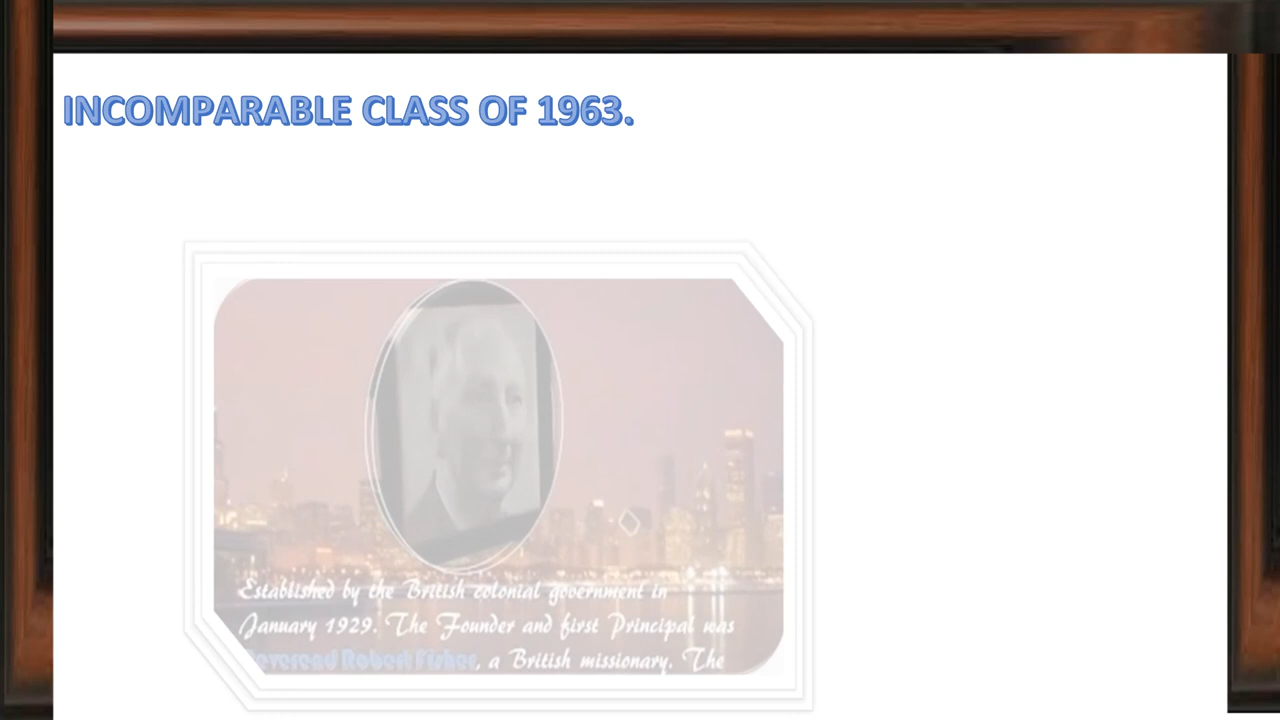 INCOMPARABLE CLASS OF 1963.
Established by the British colonial government in
January 1929. The Founder and first Principal was
Reverend Robert Fisher, a British missionary. The